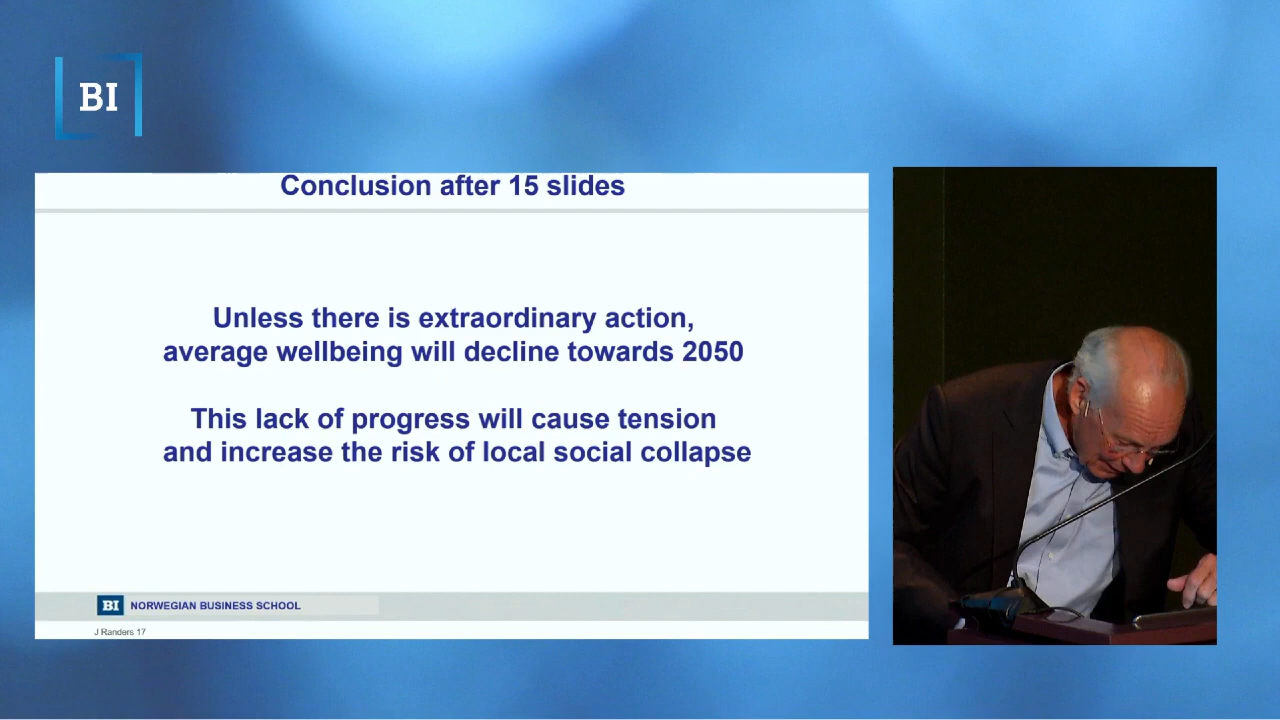 BI
Conclusion after 15 slides
Unless there is extraordinary action,
average wellbeing will decline towards 2050
This lack of progress will cause tension
and increase the risk of local social collapse
BI NORWEGIAN BUSINESS SCHOOL
J Randers 17